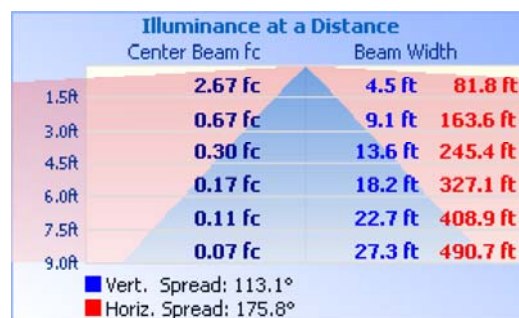 Illuminance at a Distance
Center Beam fc Beam Width
1.5ft 2.67 fc 4.5 ft 81.8 ft
3.0ft 0.67 fc 9.1 ft 163.6 ft
4.5ft 0.30 fc 13.6 ft 245.4 ft
6.0ft 0.17 fc 18.2 ft 327.1 ft
7.5ft 0.11 fc 22.7 ft 408.9 ft
9.0ft 0.07 fc 27.3 ft 490.7 ft
Vert. Spread: 113.1°
Horiz. Spread: 175.8°